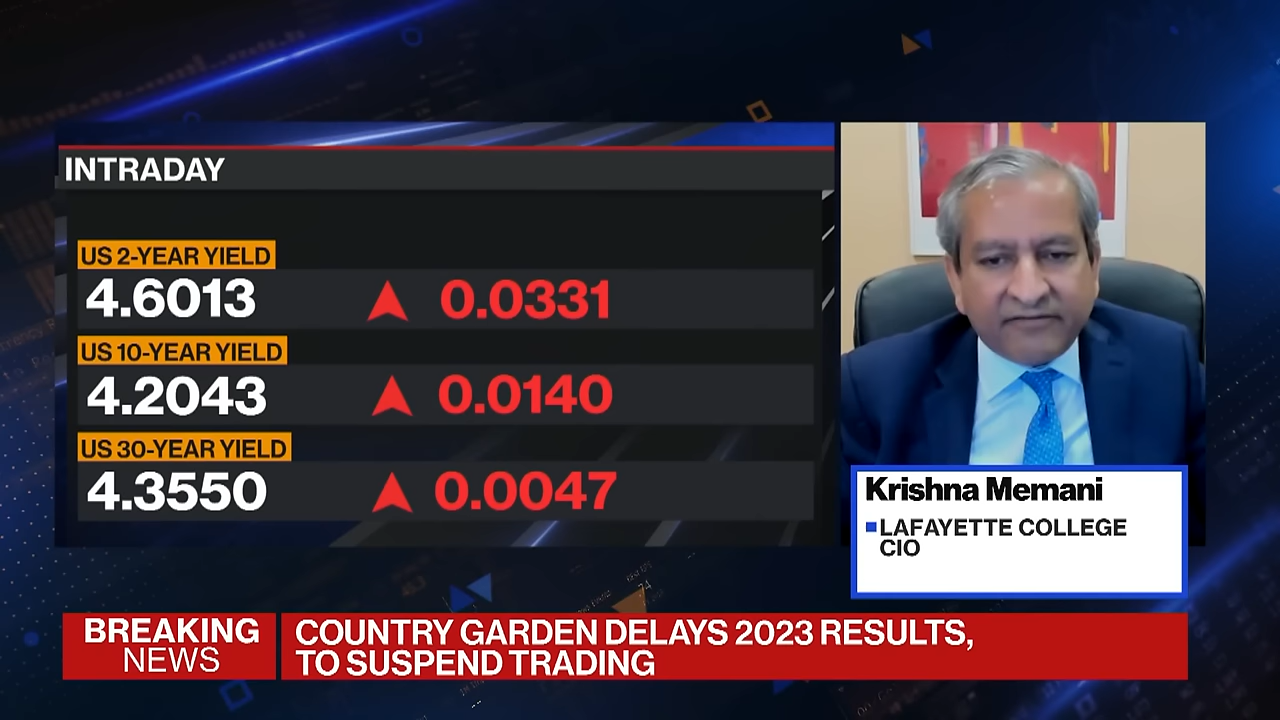 INTRADAY
US 2-YEAR YIELD
4.6013 ▲ 0.0331
US 10-YEAR YIELD
4.2043 ▲ 0.0140
US 30-YEAR YIELD
4.3550 ▲ 0.0047
Krishna Memani
LAFAYETTE COLLEGE
CIO
BREAKING
NEWS
COUNTRY GARDEN DELAYS 2023 RESULTS,
TO SUSPEND TRADING